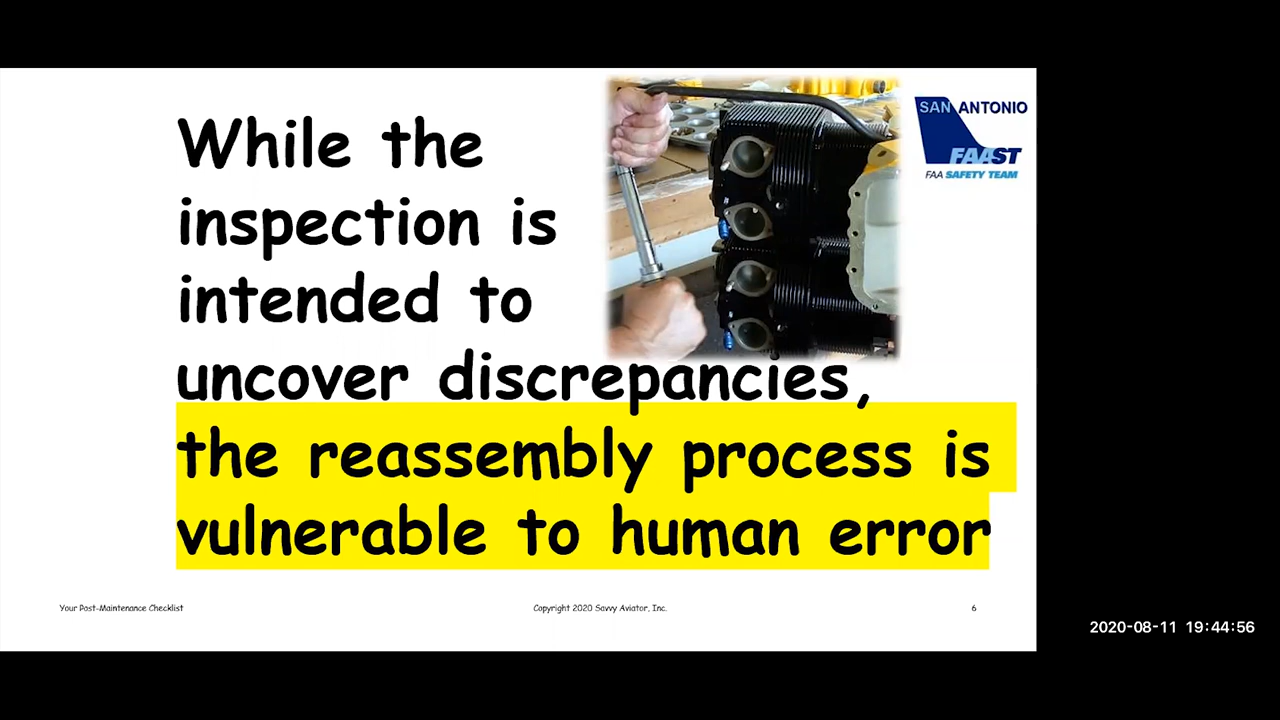 While the
inspection is
intended to
uncover discrepancies,
the reassembly process is
vulnerable to human error
SAN ANTONIO
FAAST
FAA SAFETY TEAM
Your Post-Maintenance Checklist
Copyright 2020 Savvy Aviator, Inc.
6
2020-08-11 19:44:56